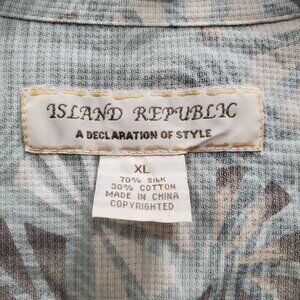 ISLAND REPUBLIC
A DECLARATION OF STYLE
XL
70% SILK
30% COTTON
MADE IN CHINA
COPYRIGHTED